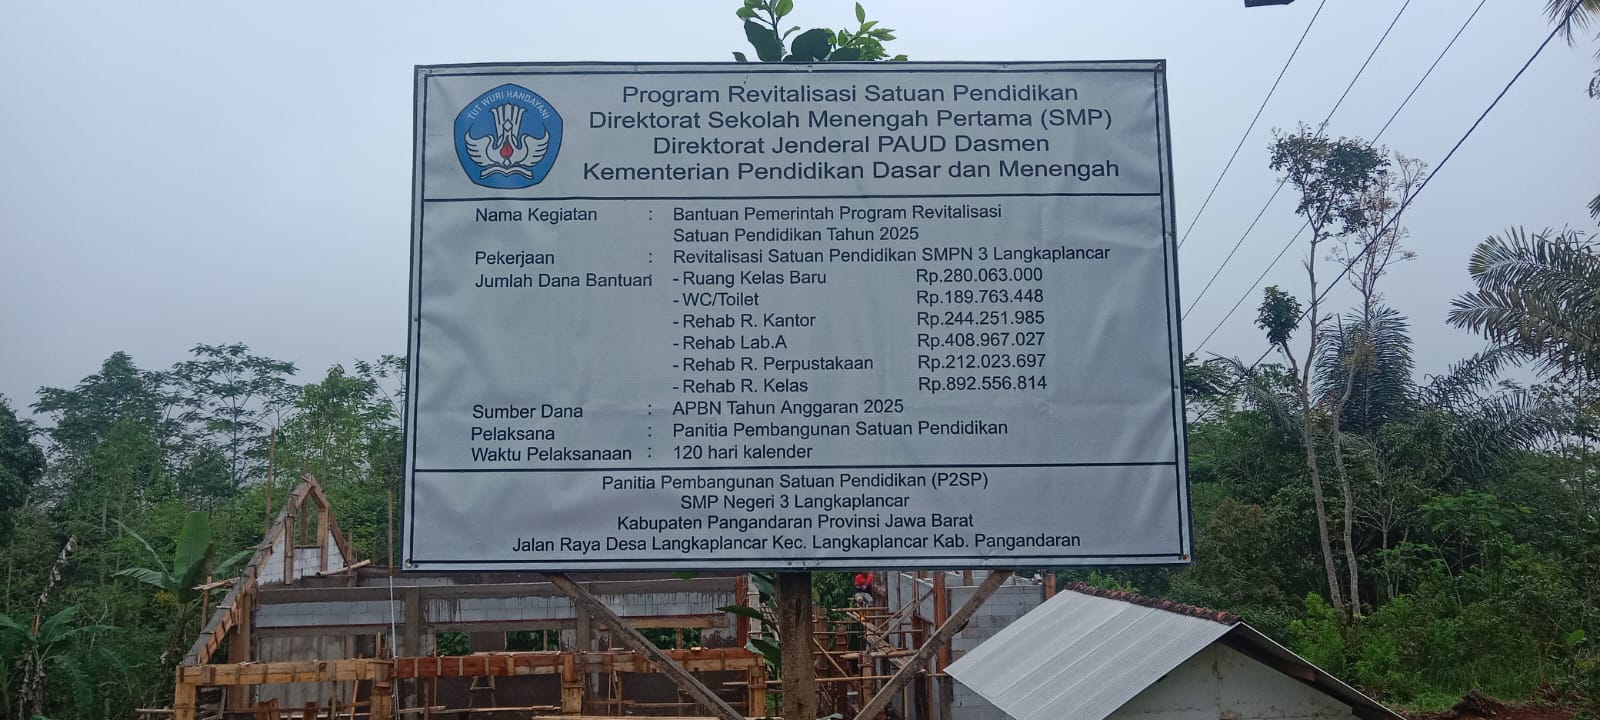 TUT WURI HANDAYANI
Program Revitalisasi Satuan Pendidikan
Direktorat Sekolah Menengah Pertama (SMP)
Direktorat Jenderal PAUD Dasmen
Kementerian Pendidikan Dasar dan Menengah
Nama Kegiatan : Bantuan Pemerintah Program Revitalisasi
Satuan Pendidikan Tahun 2025
Pekerjaan : Revitalisasi Satuan Pendidikan SMPN 3 Langkaplancar
Jumlah Dana Bantuan : - Ruang Kelas Baru Rp.280.063.000
- WC/Toilet Rp.189.763.448
- Rehab R. Kantor Rp.244.251.985
- Rehab Lab.A Rp.408.967.027
- Rehab R. Perpustakaan Rp.212.023.697
- Rehab R. Kelas Rp.892.556.814
Sumber Dana : APBN Tahun Anggaran 2025
Pelaksana : Panitia Pembangunan Satuan Pendidikan
Waktu Pelaksanaan : 120 hari kalender
Panitia Pembangunan Satuan Pendidikan (P2SP)
SMP Negeri 3 Langkaplancar
Kabupaten Pangandaran Provinsi Jawa Barat
Jalan Raya Desa Langkaplancar Kec. Langkaplancar Kab. Pangandaran